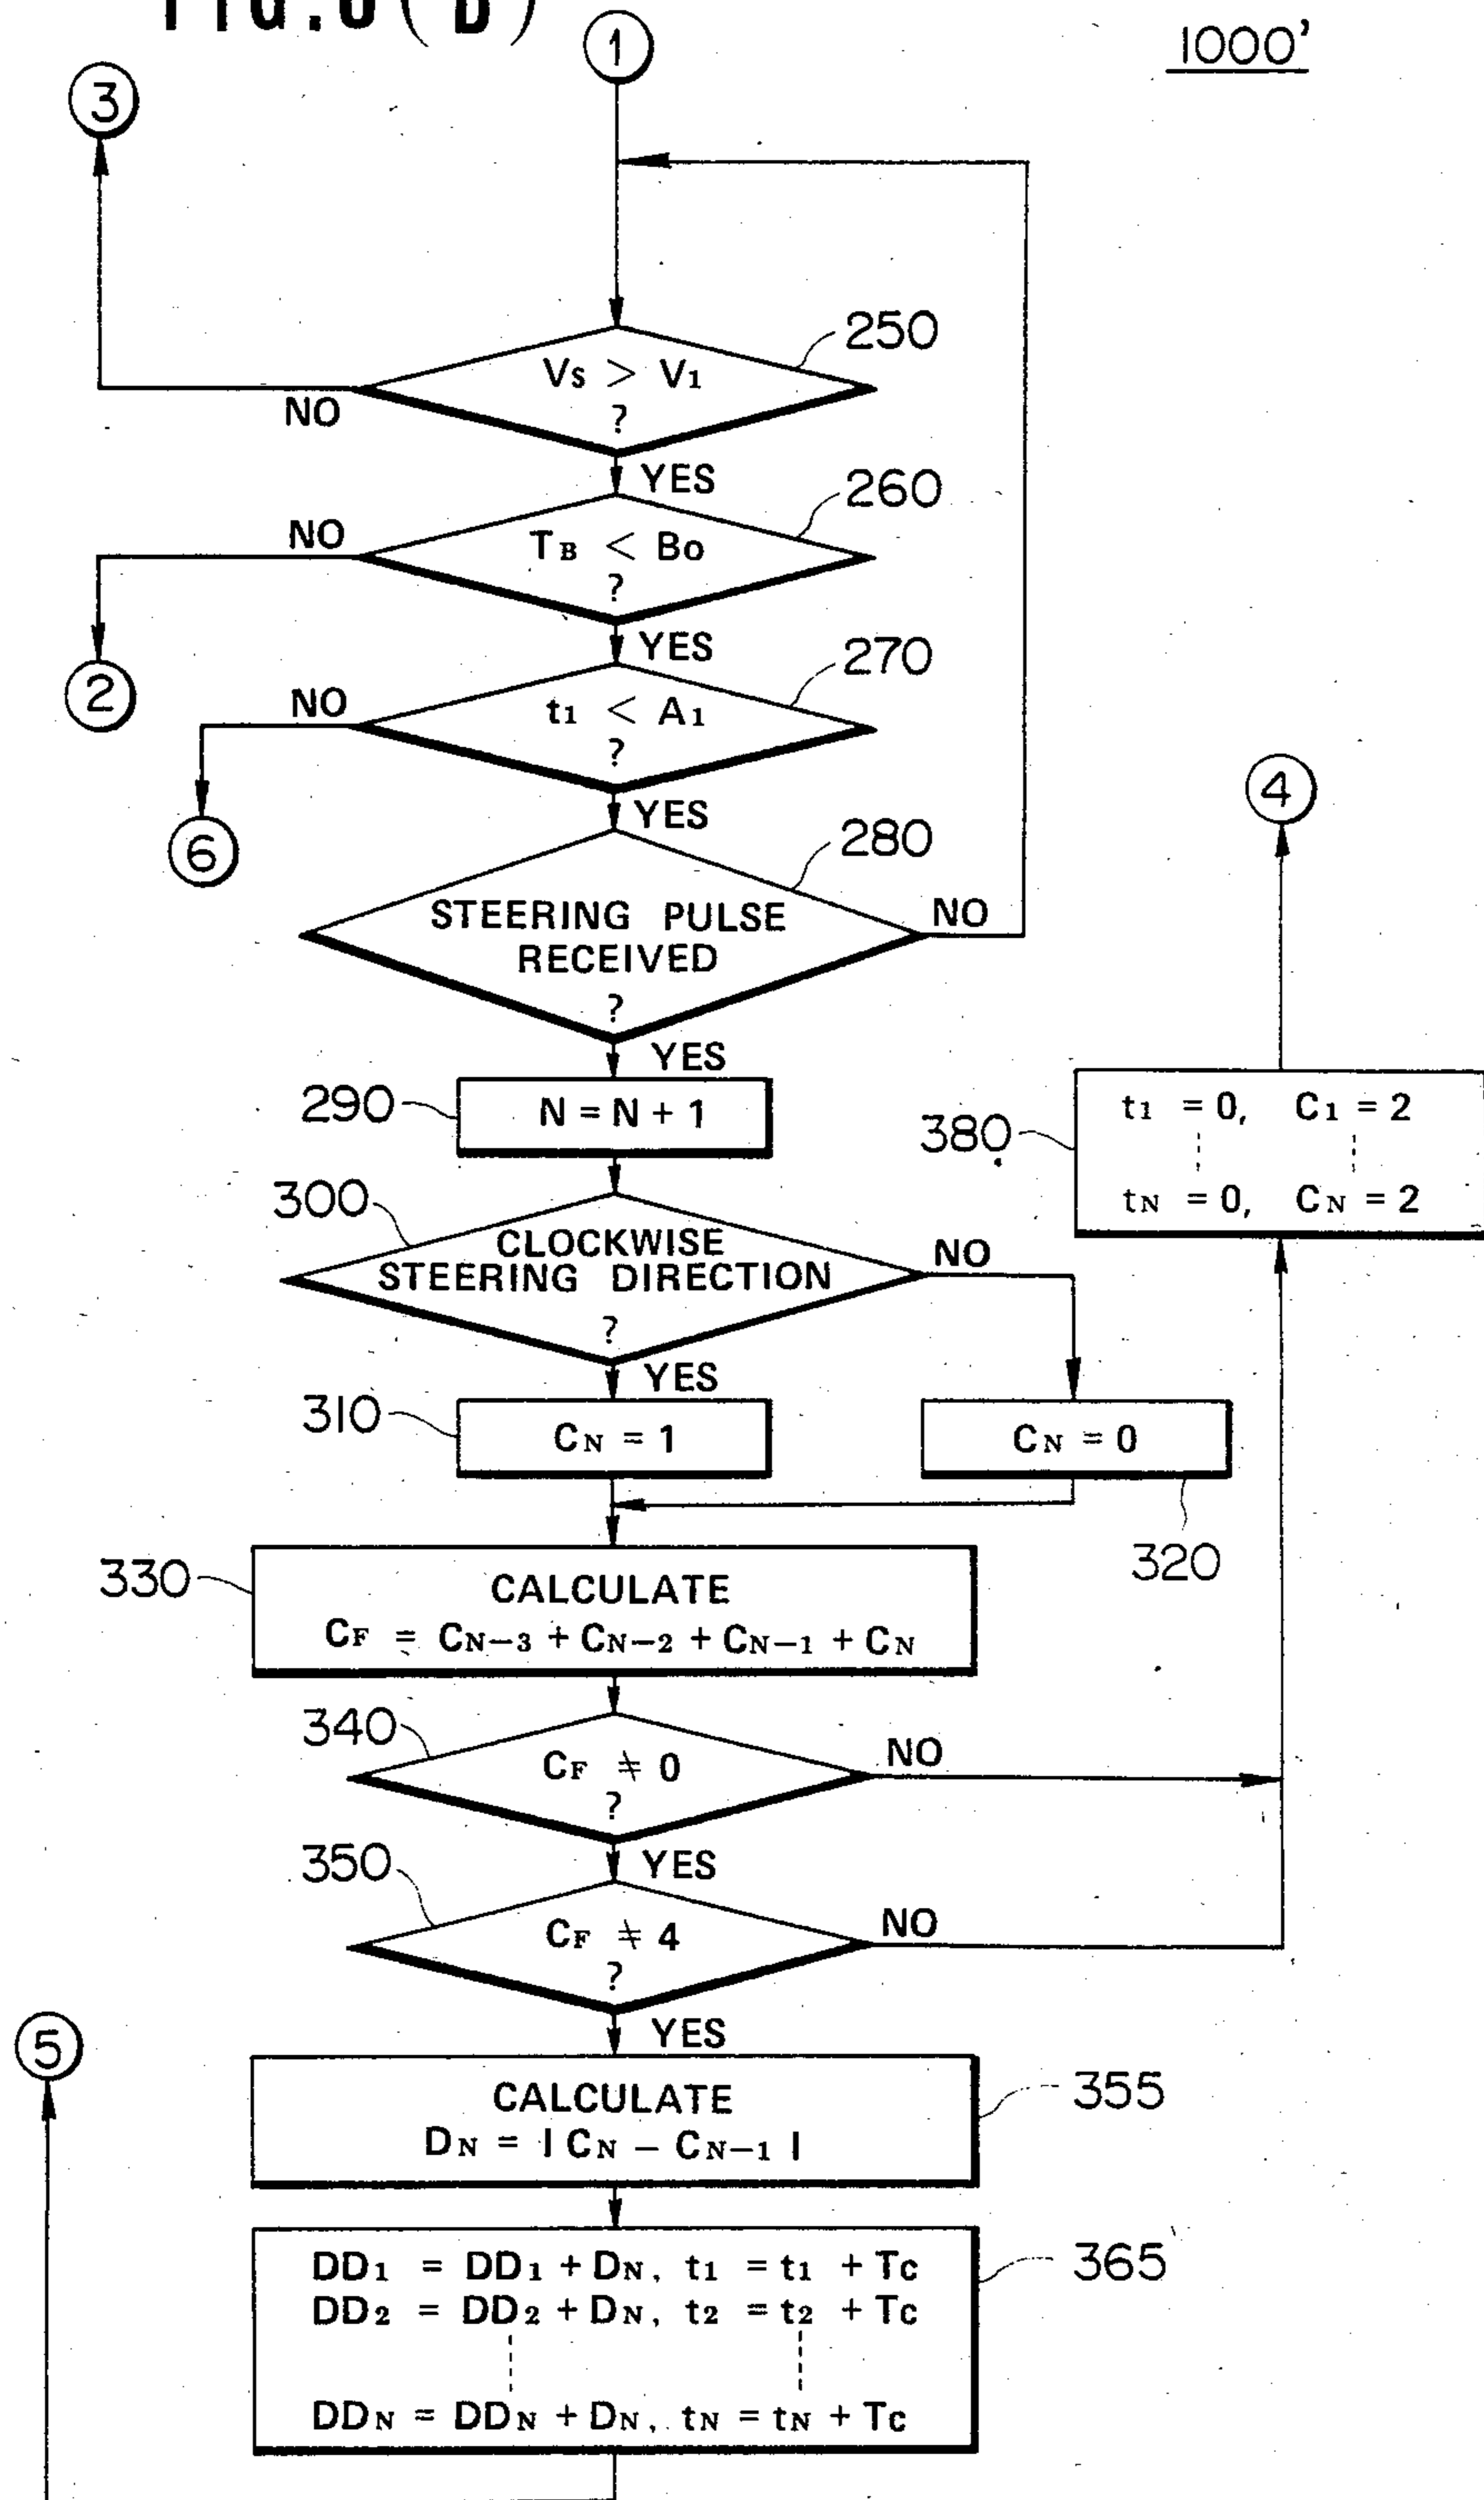 FIG.6(B)
1000'
1
3
250
Vs > V1
?
NO
YES
260
NO
TB < Bo
?
YES
2
270
NO
t1 < A1
?
YES
6
4
280
STEERING PULSE
RECEIVED
?
NO
YES
290
N = N + 1
380
t1 = 0, C1 = 2
tN = 0, CN = 2
300
CLOCKWISE
STEERING DIRECTION
?
NO
YES
310
CN = 1
CN = 0
320
330
CALCULATE
CF = CN-3 + CN-2 + CN-1 + CN
340
CF ≠ 0
?
NO
YES
350
CF ≠ 4
?
NO
YES
5
355
CALCULATE
DN = | CN - CN-1 |
365
DD1 = DD1 + DN, t1 = t1 + Tc
DD2 = DD2 + DN, t2 = t2 + Tc
DDN = DDN + DN, tN = tN + Tc